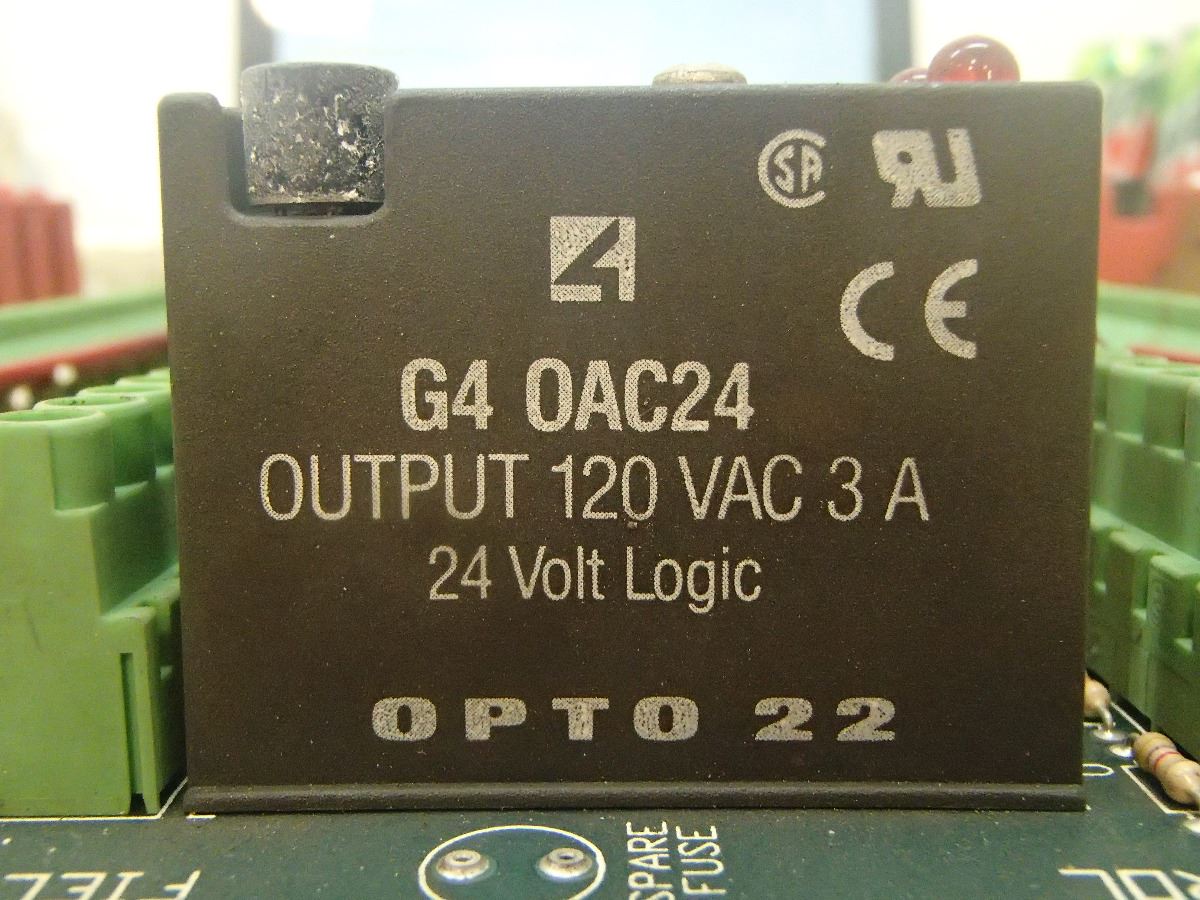 G4 OAC24
OUTPUT 120 VAC 3 A
24 Volt Logic
OPTO 22
SPARE
FUSE